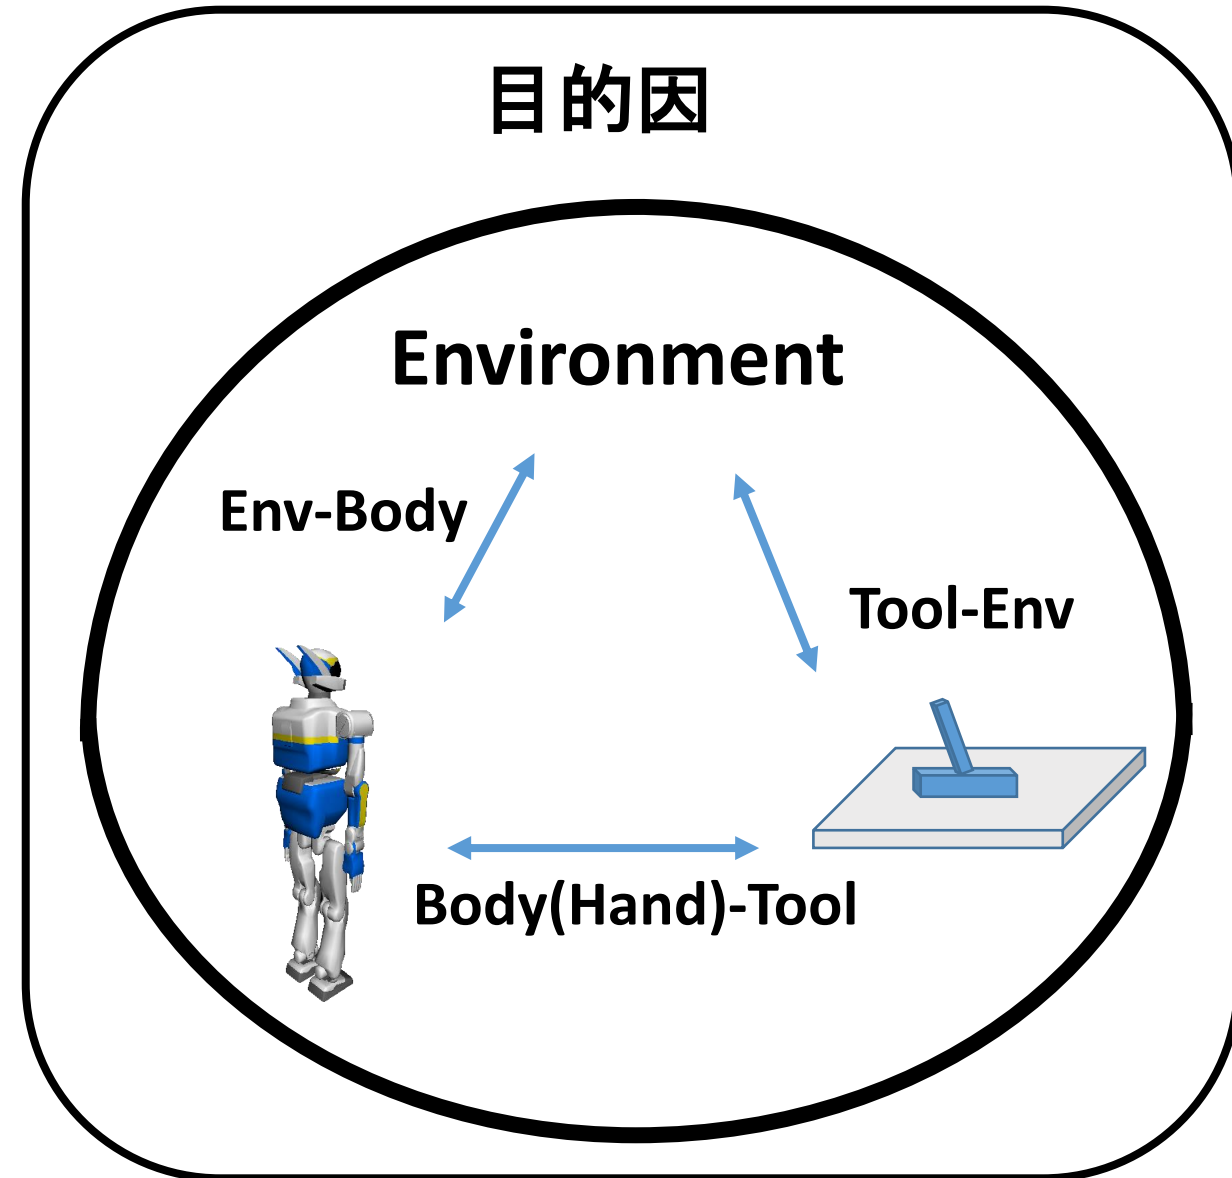 目的因
Environment
Env-Body
Tool-Env
Body(Hand)-Tool